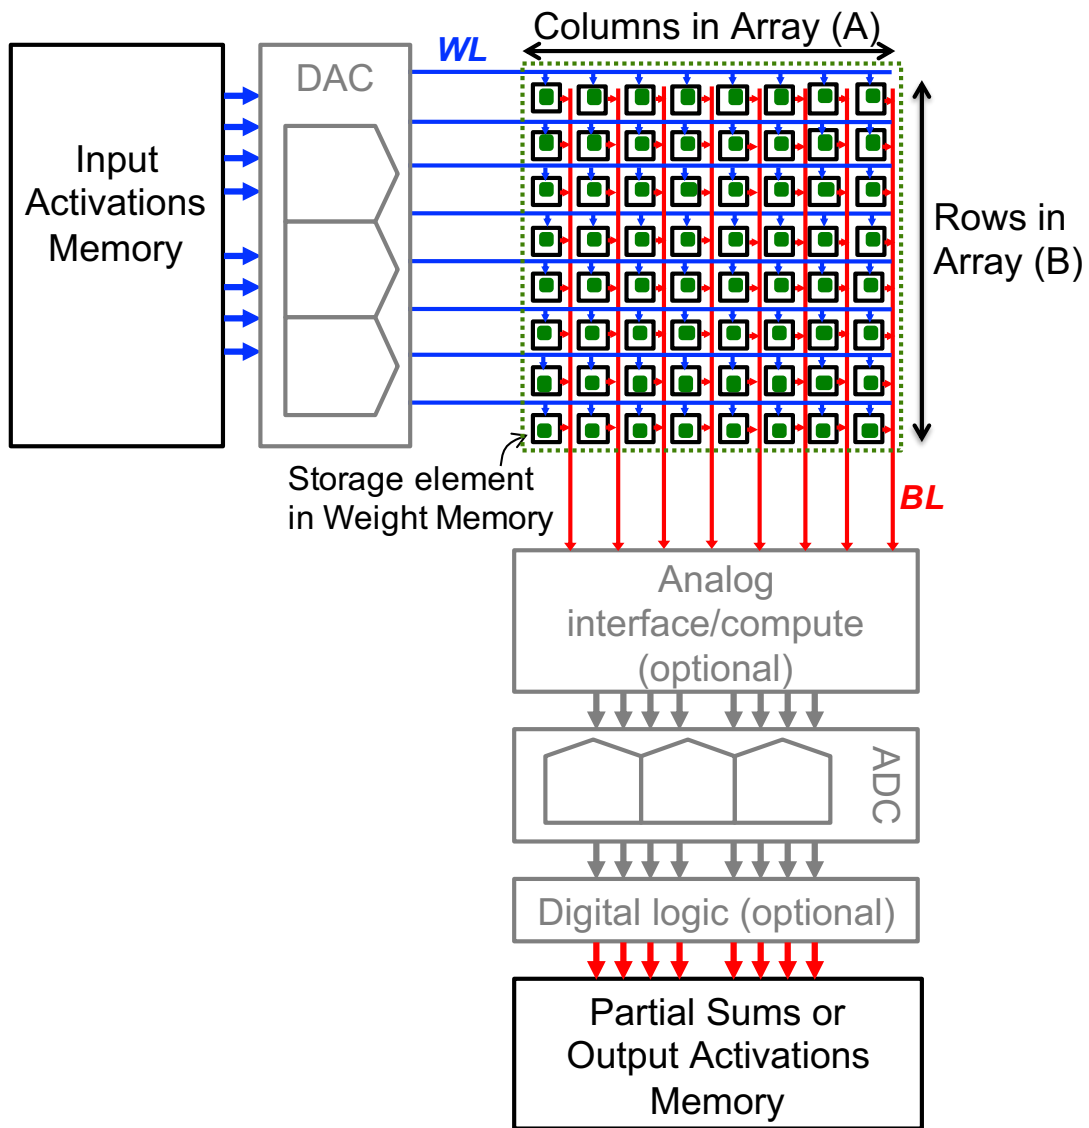 Columns in Array (A)
WL
DAC
Input
Activations
Memory
Rows in
Array (B)
Storage element
in Weight Memory
BL
Analog
interface/compute
(optional)
ADC
Digital logic (optional)
Partial Sums or
Output Activations
Memory